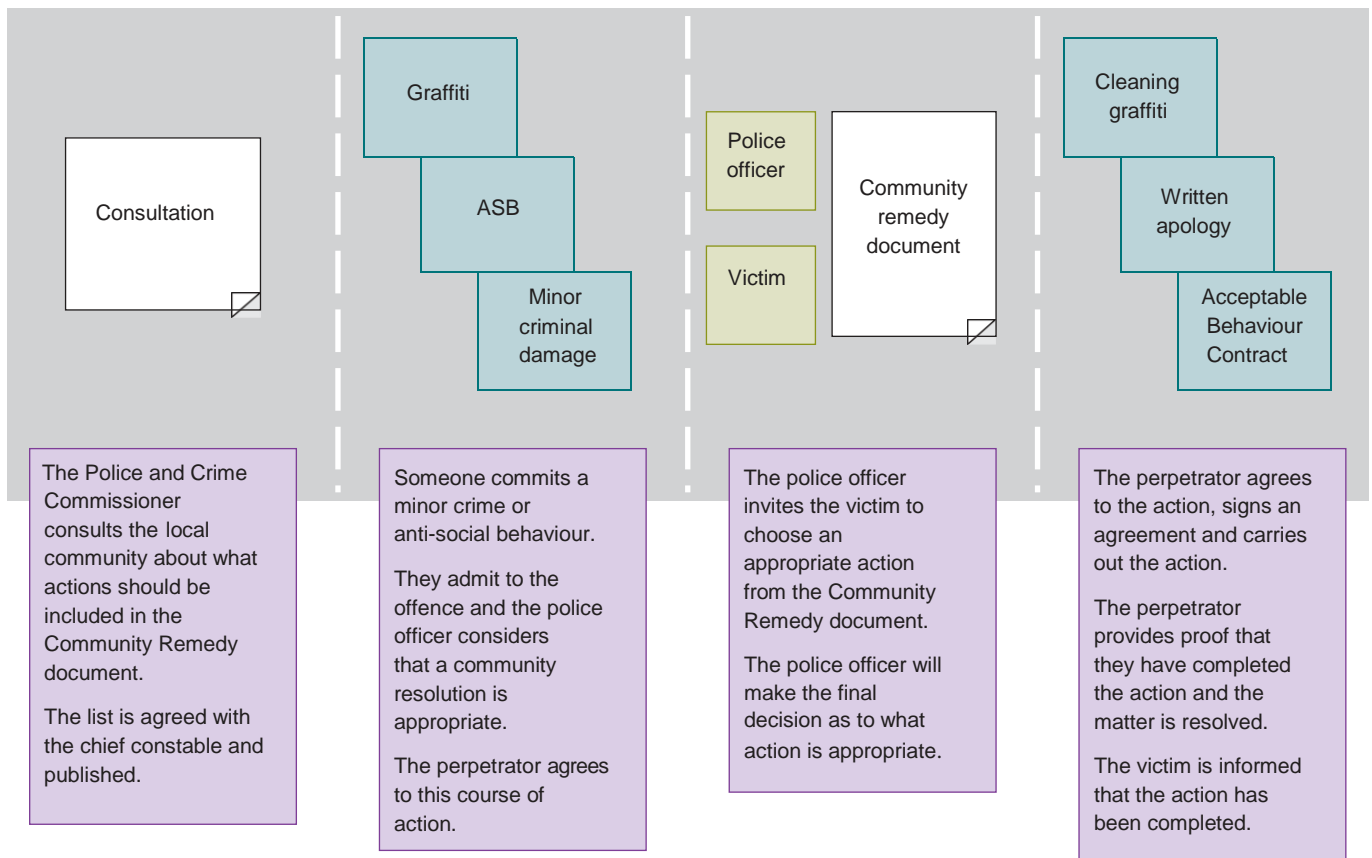 Consultation
Graffiti
ASB
Minor
criminal
damage
Police
officer
Victim
Community
remedy
document
Cleaning
graffiti
Written
apology
Acceptable
Behaviour
Contract
The Police and Crime
Commissioner
consults the local
community about what
actions should be
included in the
Community Remedy
document.
The list is agreed with
the chief constable and
published.
Someone commits a
minor crime or
anti-social behaviour.
They admit to the
offence and the police
officer considers
that a community
resolution is
appropriate.
The perpetrator agrees
to this course of
action.
The police officer
invites the victim to
choose an
appropriate action
from the Community
Remedy document.
The police officer will
make the final
decision as to what
action is appropriate.
The perpetrator agrees
to the action, signs an
agreement and carries
out the action.
The perpetrator
provides proof that
they have completed
the action and the
matter is resolved.
The victim is informed
that the action has
been completed.